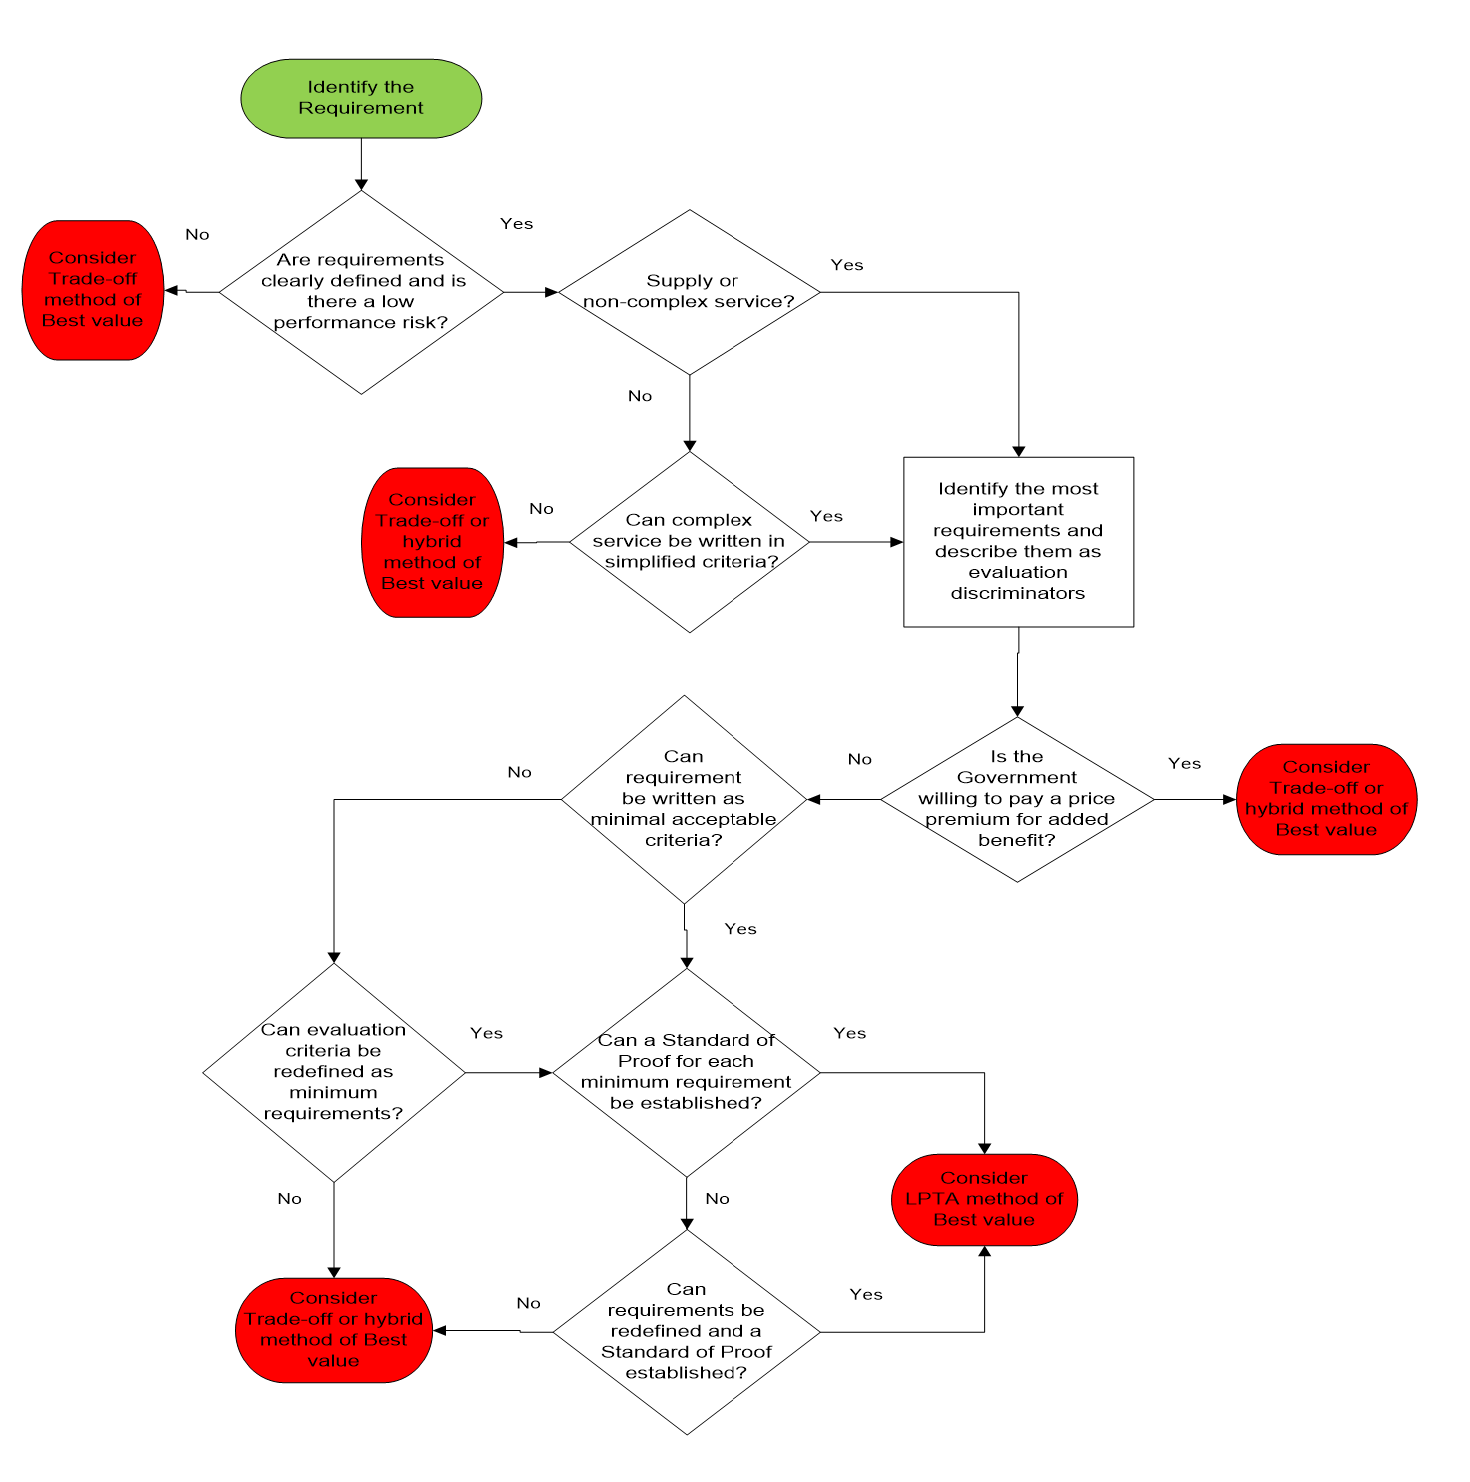 Identify the
Requirement
No
Yes
Consider
Trade-off
method of
Best value
Are requirements
clearly defined and is
there a low
performance risk?
Supply or
non-complex service?
Yes
No
Consider
Trade-off or
hybrid
method of
Best value
No
Can complex
service be written in
simplified criteria?
Yes
Identify the most
important
requirements and
describe them as
evaluation
discriminators
No
Can
requirement
be written as
minimal acceptable
criteria?
No
Is the
Government
willing to pay a price
premium for added
benefit?
Yes
Consider
Trade-off or
hybrid method of
Best value
Yes
Can evaluation
criteria be
redefined as
minimum
requirements?
Yes
Can a Standard of
Proof for each
minimum requirement
be established?
Yes
No
No
Consider
LPTA method of
Best value
Consider
Trade-off or hybrid
method of Best
value
No
Can
requirements be
redefined and a
Standard of Proof
established?
Yes